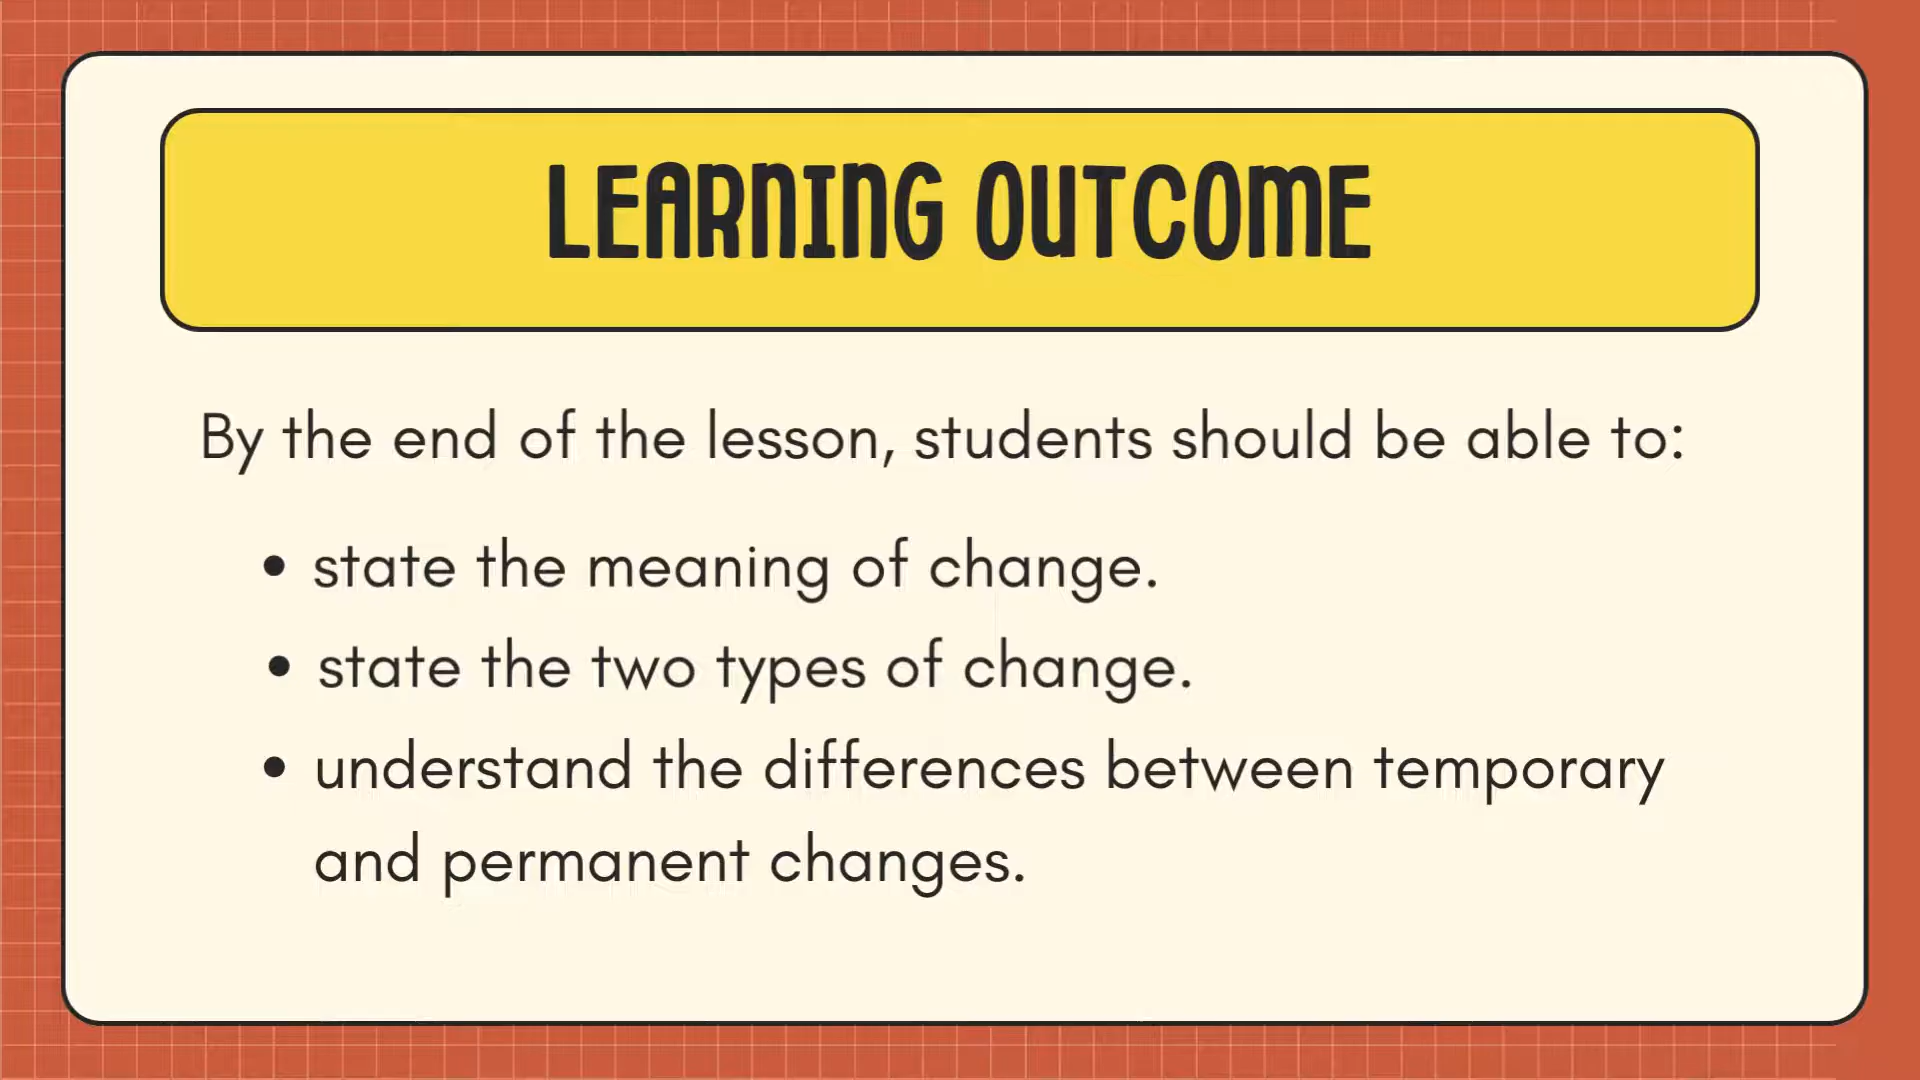 LEARNING OUTCOME
By the end of the lesson, students should be able to:
• state the meaning of change.
• state the two types of change.
• understand the differences between temporary
and permanent changes.